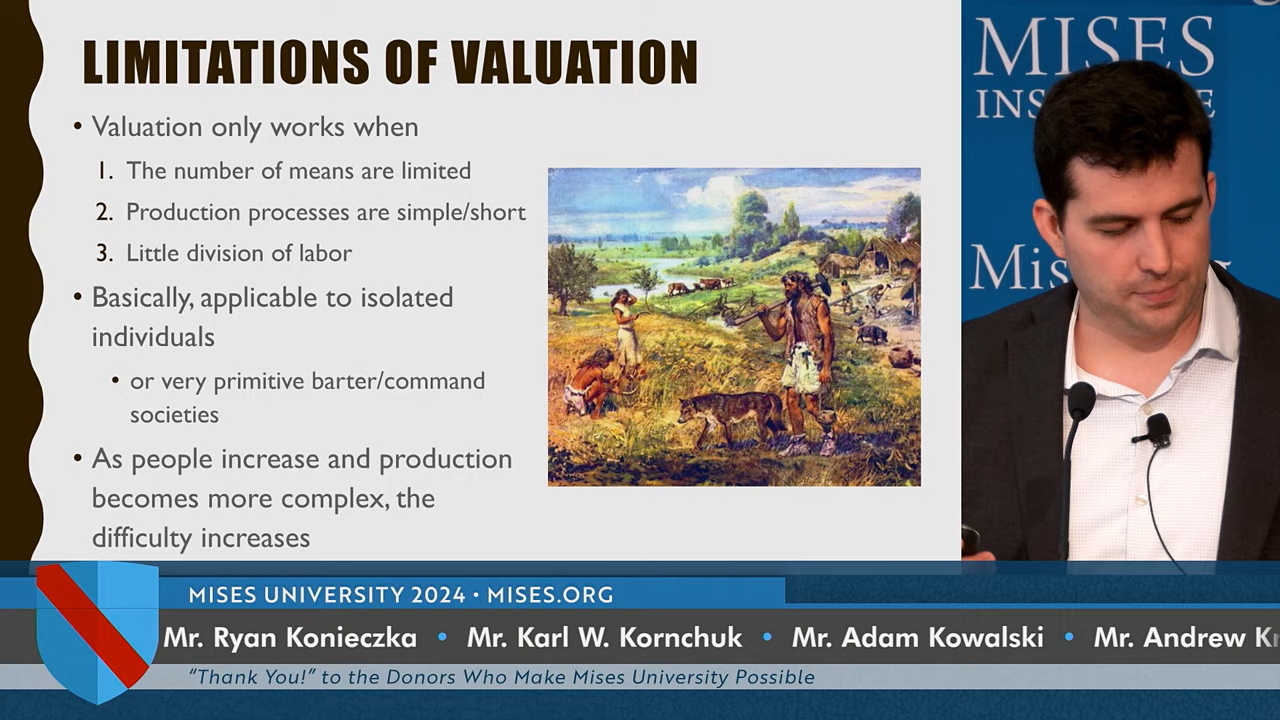 LIMITATIONS OF VALUATION
• Valuation only works when
1. The number of means are limited
2. Production processes are simple/short
3. Little division of labor
• Basically, applicable to isolated
individuals
• or very primitive barter/command
societies
• As people increase and production
becomes more complex, the
difficulty increases
MISES
INS E
Mis g
MISES UNIVERSITY 2024 • MISES.ORG
Mr. Ryan Konieczka • Mr. Karl W. Kornchuk • Mr. Adam Kowalski • Mr. Andrew
"Thank You!" to the Donors Who Make Mises University Possible